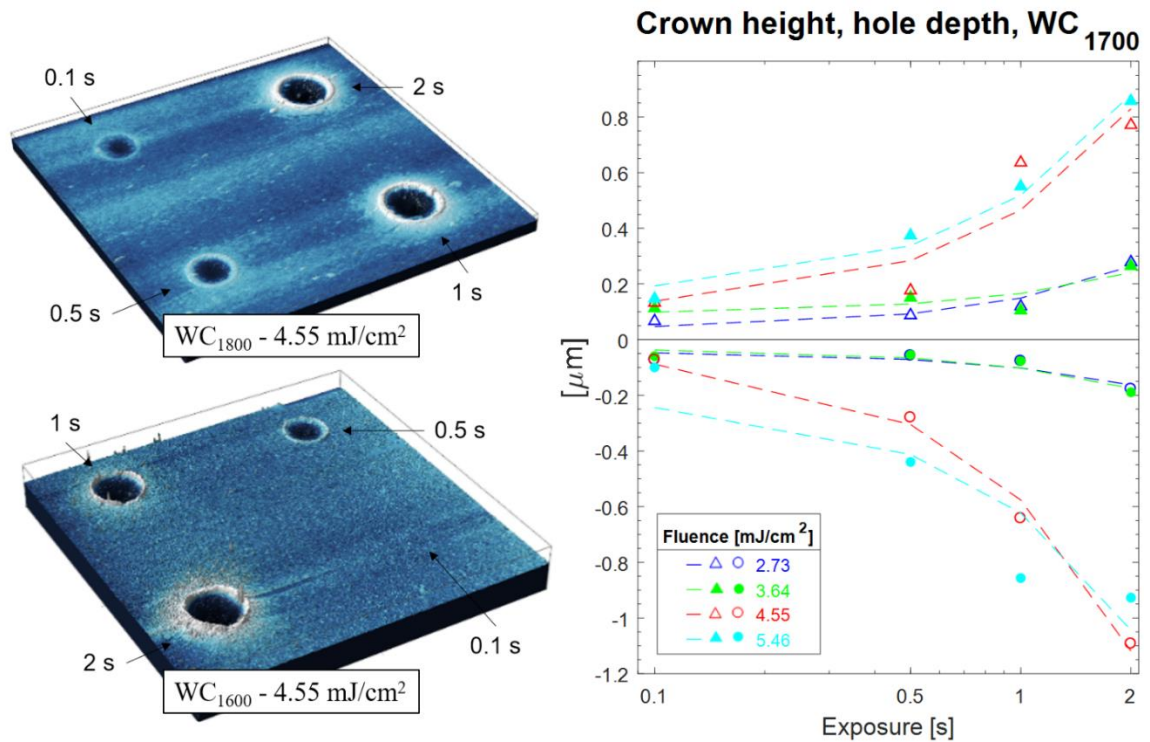 0.1 s
2 s
0.5 s
1 s
WC1800 - 4.55 mJ/cm²
1 s
0.5 s
2 s
0.1 s
WC1600 - 4.55 mJ/cm²
Crown height, hole depth, WC1700
0.8
0.6
0.4
0.2
0
-0.2
-0.4
-0.6
-0.8
-1
-1.2
[μm]
Fluence [mJ/cm²]
2.73
3.64
4.55
5.46
0.1
0.5
1
2
Exposure [s]